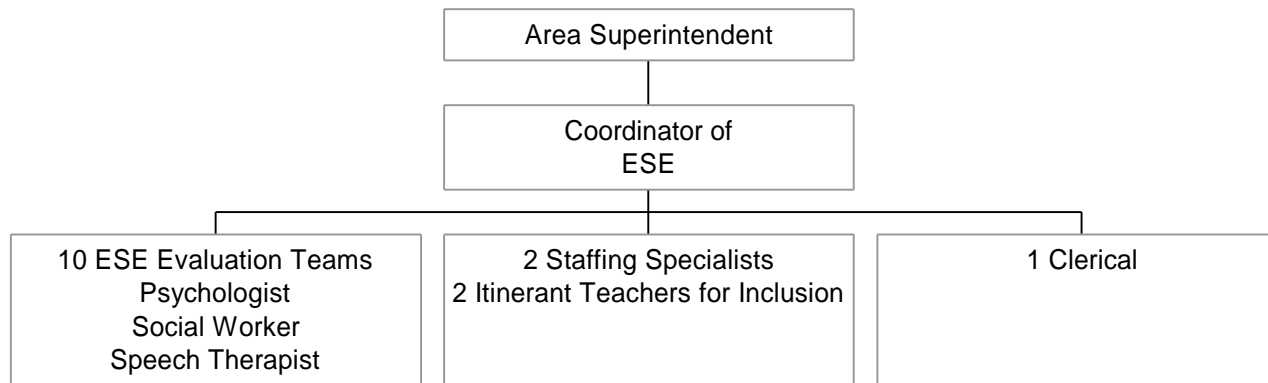 Area Superintendent
Coordinator of
ESE
10 ESE Evaluation Teams
Psychologist
Social Worker
Speech Therapist
2 Staffing Specialists
2 Itinerant Teachers for Inclusion
1 Clerical